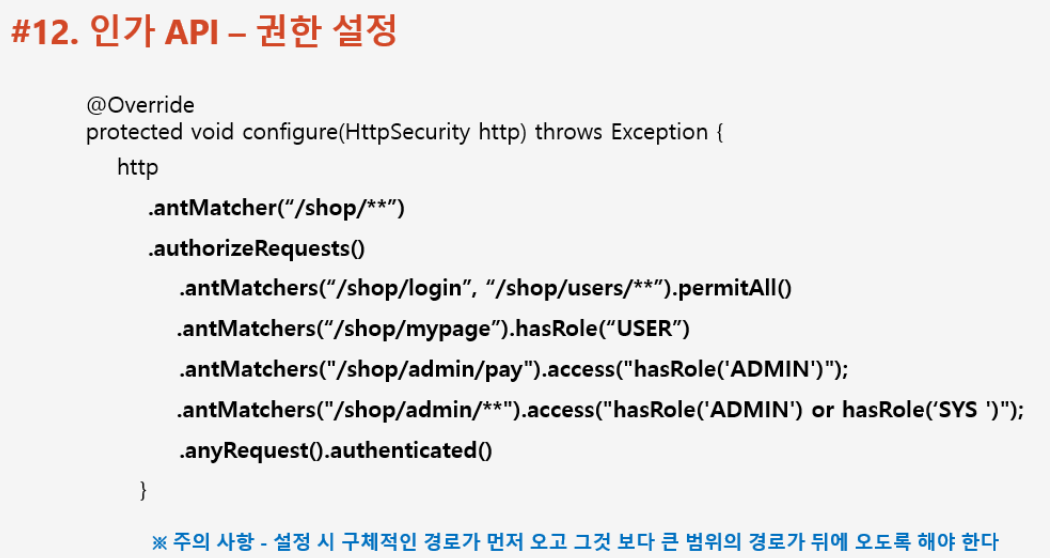 #12. 인가 API – 권한 설정
@Override
protected void configure(HttpSecurity http) throws Exception {
http
.antMatcher(“/shop/**”)
.authorizeRequests()
.antMatchers(“/shop/login”, “/shop/users/**”).permitAll()
.antMatchers(“/shop/mypage”).hasRole(“USER”)
.antMatchers("/shop/admin/pay").access("hasRole('ADMIN')");
.antMatchers("/shop/admin/**").access("hasRole('ADMIN') or hasRole(‘SYS ')");
.anyRequest().authenticated()
}
※ 주의 사항 - 설정 시 구체적인 경로가 먼저 오고 그것 보다 큰 범위의 경로가 뒤에 오도록 해야 한다